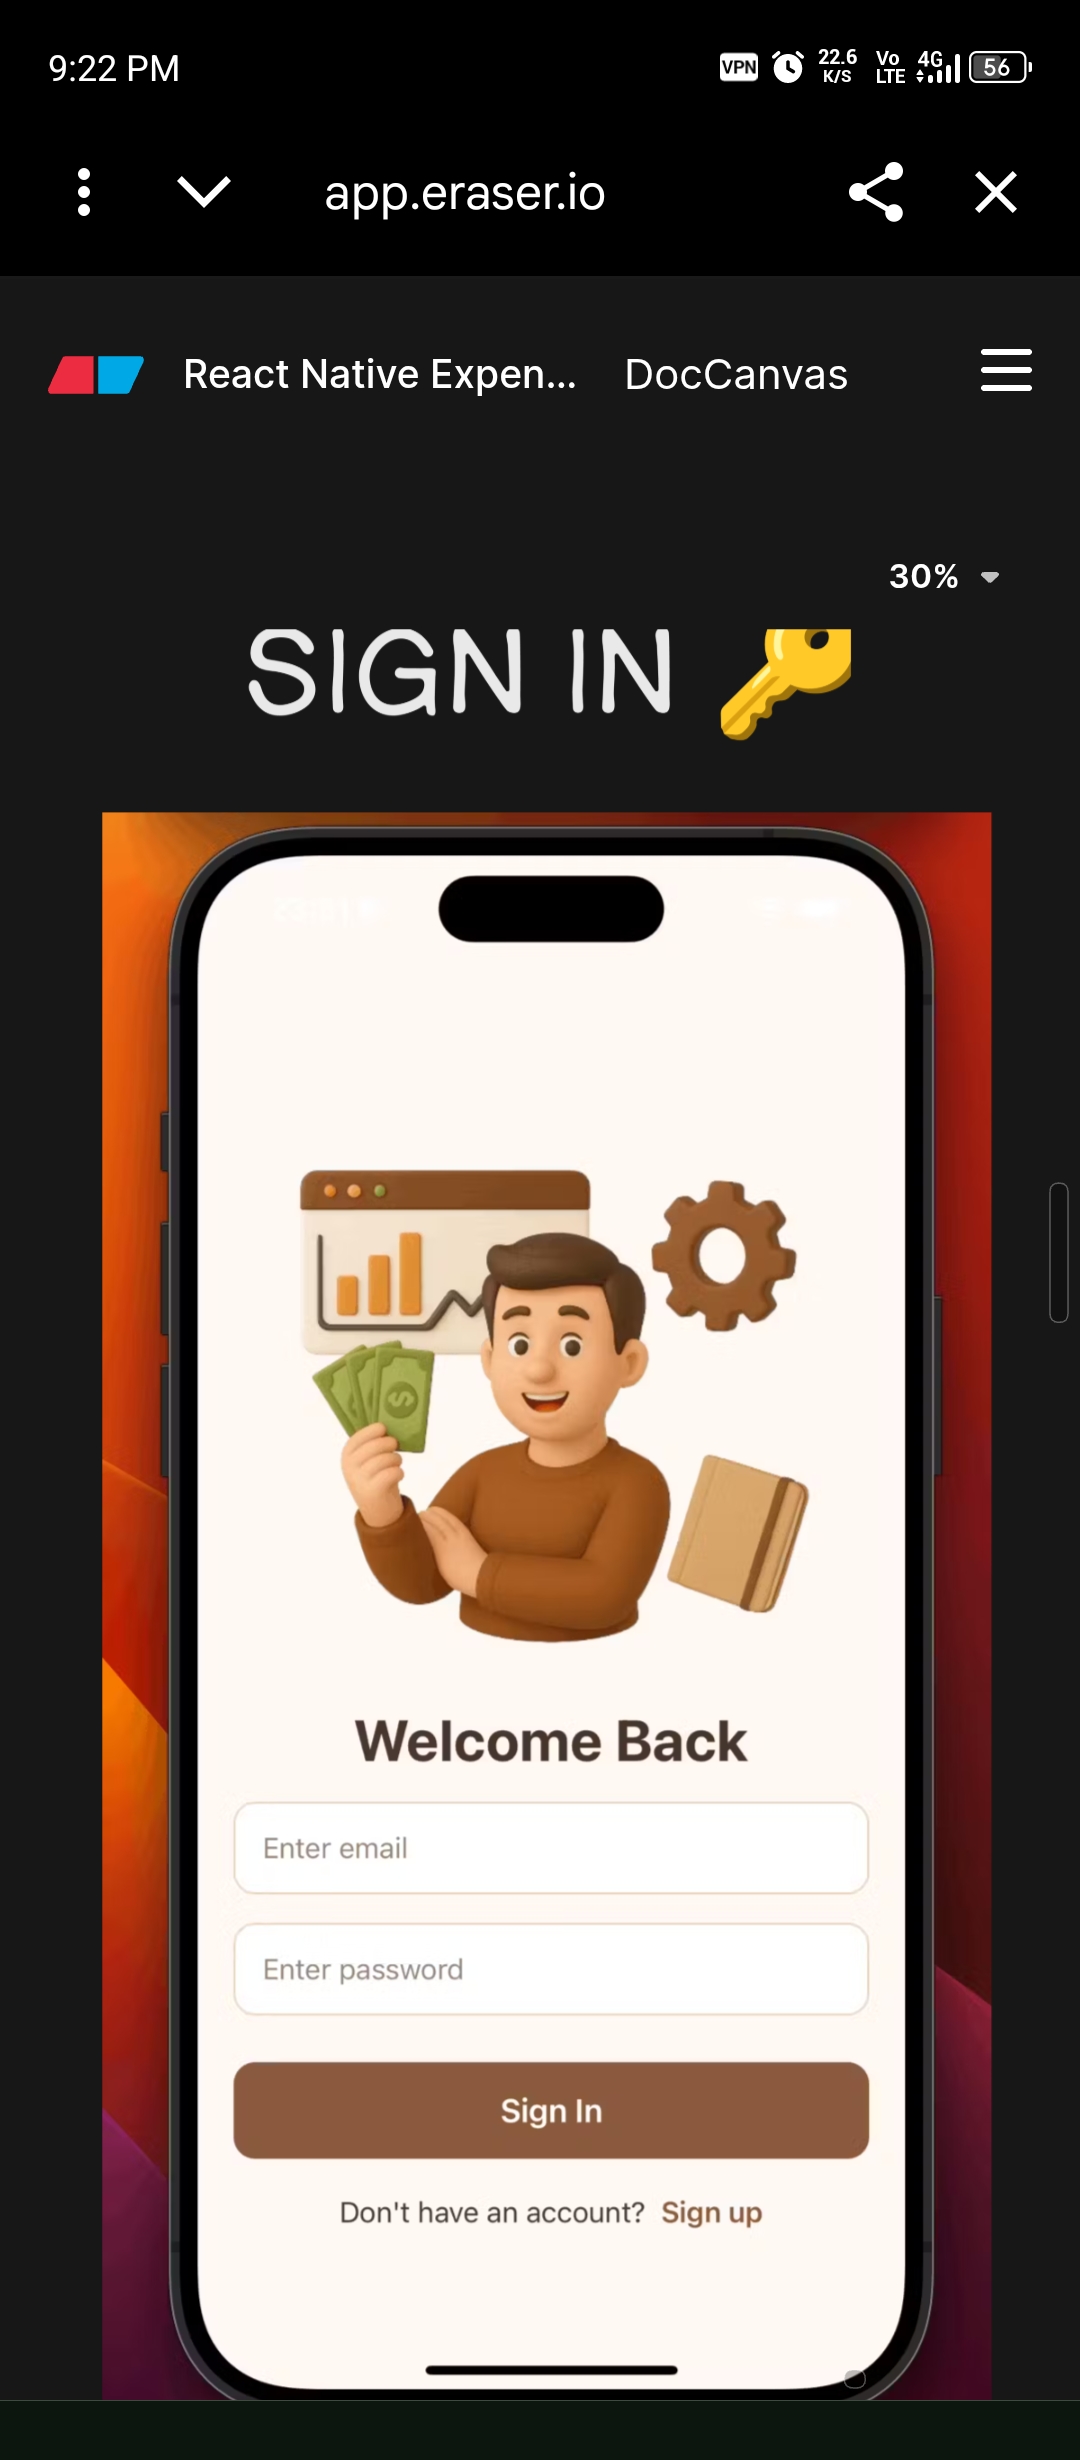 9:22 PM
VPN 22.6 K/S Vo LTE 4G 56
app.eraser.io
React Native Expen... DocCanvas
30%
SIGN IN
Welcome Back
Enter email
Enter password
Sign In
Don't have an account? Sign up